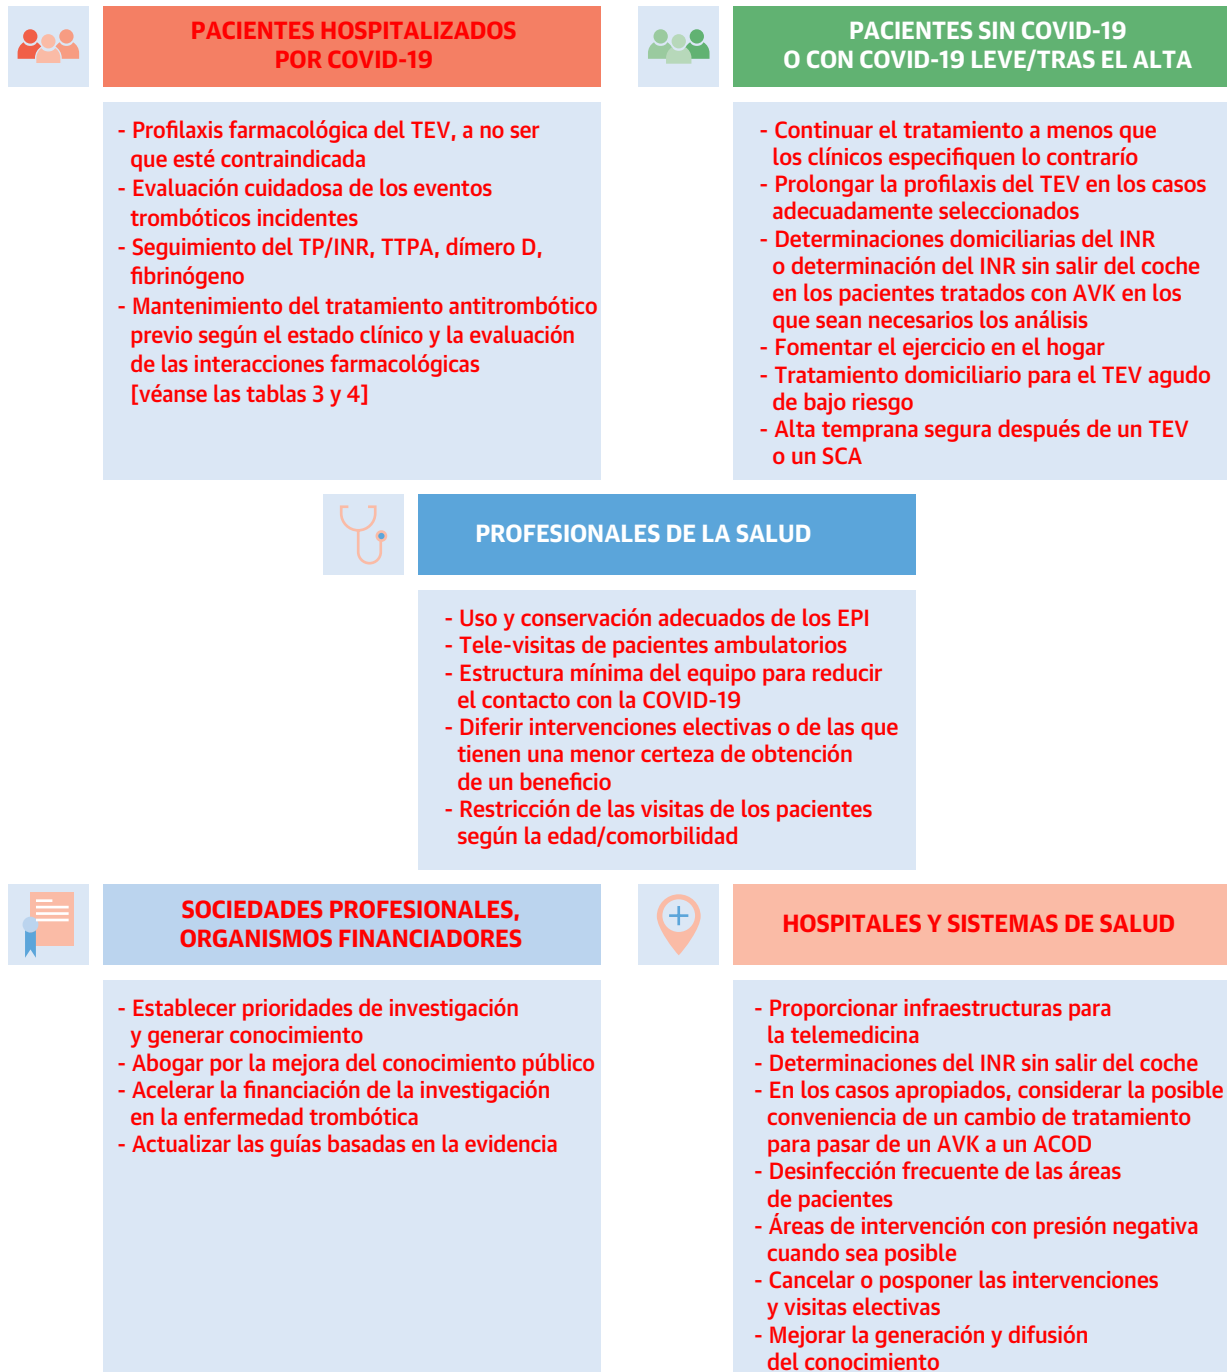 PACIENTES HOSPITALIZADOS
POR COVID-19
- Profilaxis farmacológica del TEV, a no ser
que esté contraindicada
- Evaluación cuidadosa de los eventos
trombóticos incidentes
- Seguimiento del TP/INR, TTPA, dímero D,
fibrinógeno
- Mantenimiento del tratamiento antitrombótico
previo según el estado clínico y la evaluación
de las interacciones farmacológicas
[véanse las tablas 3 y 4]
PACIENTES SIN COVID-19
O CON COVID-19 LEVE/TRAS EL ALTA
- Continuar el tratamiento a menos que
los clínicos especifiquen lo contrarío
- Prolongar la profilaxis del TEV en los casos
adecuadamente seleccionados
- Determinaciones domiciliarias del INR
o determinación del INR sin salir del coche
en los pacientes tratados con AVK en los
que sean necesarios los análisis
- Fomentar el ejercicio en el hogar
- Tratamiento domiciliario para el TEV agudo
de bajo riesgo
- Alta temprana segura después de un TEV
o un SCA
PROFESIONALES DE LA SALUD
- Uso y conservación adecuados de los EPI
- Tele-visitas de pacientes ambulatorios
- Estructura mínima del equipo para reducir
el contacto con la COVID-19
- Diferir intervenciones electivas o de las que
tienen una menor certeza de obtención
de un beneficio
- Restricción de las visitas de los pacientes
según la edad/comorbilidad
SOCIEDADES PROFESIONALES,
ORGANISMOS FINANCIADORES
- Establecer prioridades de investigación
y generar conocimiento
- Abogar por la mejora del conocimiento público
- Acelerar la financiación de la investigación
en la enfermedad trombótica
- Actualizar las guías basadas en la evidencia
HOSPITALES Y SISTEMAS DE SALUD
- Proporcionar infraestructuras para
la telemedicina
- Determinaciones del INR sin salir del coche
- En los casos apropiados, considerar la posible
conveniencia de un cambio de tratamiento
para pasar de un AVK a un ACOD
- Desinfección frecuente de las áreas
de pacientes
- Áreas de intervención con presión negativa
cuando sea posible
- Cancelar o posponer las intervenciones
y visitas electivas
- Mejorar la generación y difusión
del conocimiento